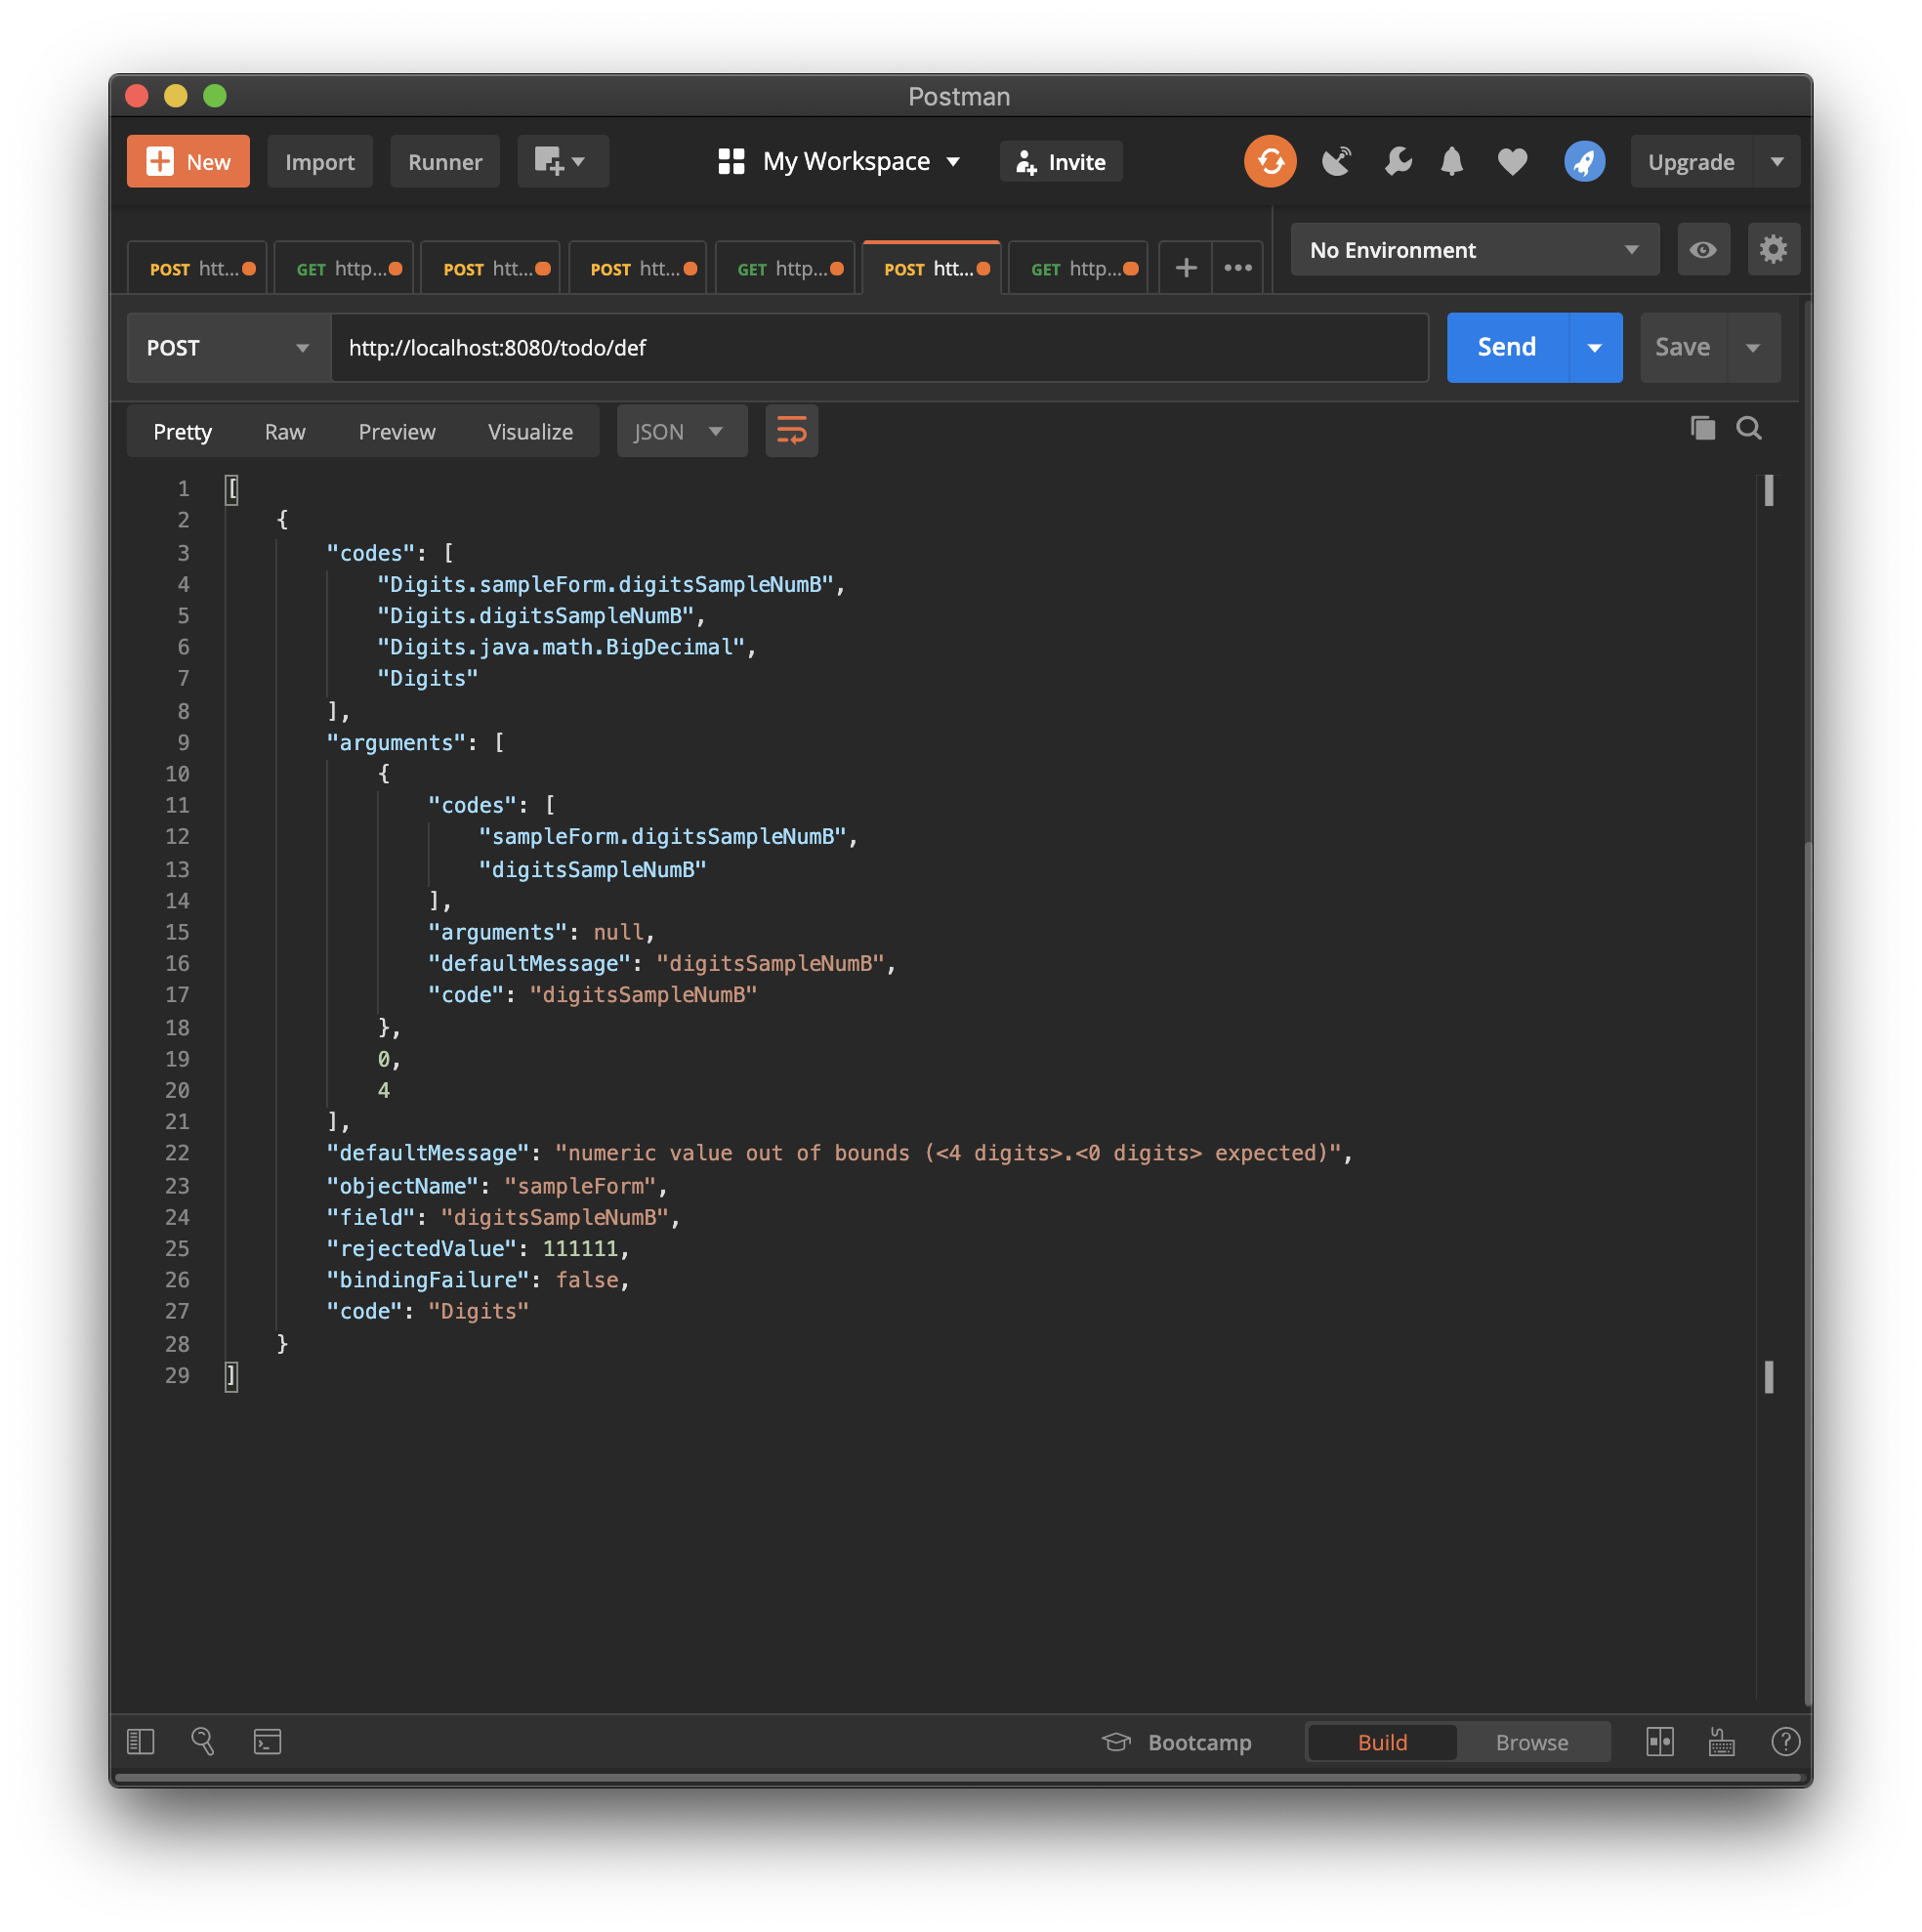 Postman
New Import Runner My Workspace Invite Upgrade
POST htt... GET http... POST htt... POST htt... GET http... POST htt... GET http... No Environment
POST http://localhost:8080/todo/def Send Save
Pretty Raw Preview Visualize JSON
1 [
2 {
3 "codes": [
4 "Digits.sampleForm.digitsSampleNumB",
5 "Digits.digitsSampleNumB",
6 "Digits.java.math.BigDecimal",
7 "Digits"
8 ],
9 "arguments": [
10 {
11 "codes": [
12 "sampleForm.digitsSampleNumB",
13 "digitsSampleNumB"
14 ],
15 "arguments": null,
16 "defaultMessage": "digitsSampleNumB",
17 "code": "digitsSampleNumB"
18 },
19 0,
20 4
21 ],
22 "defaultMessage": "numeric value out of bounds (<4 digits>.<0 digits> expected)",
23 "objectName": "sampleForm",
24 "field": "digitsSampleNumB",
25 "rejectedValue": 111111,
26 "bindingFailure": false,
27 "code": "Digits"
28 }
29 ]
Bootcamp Build Browse